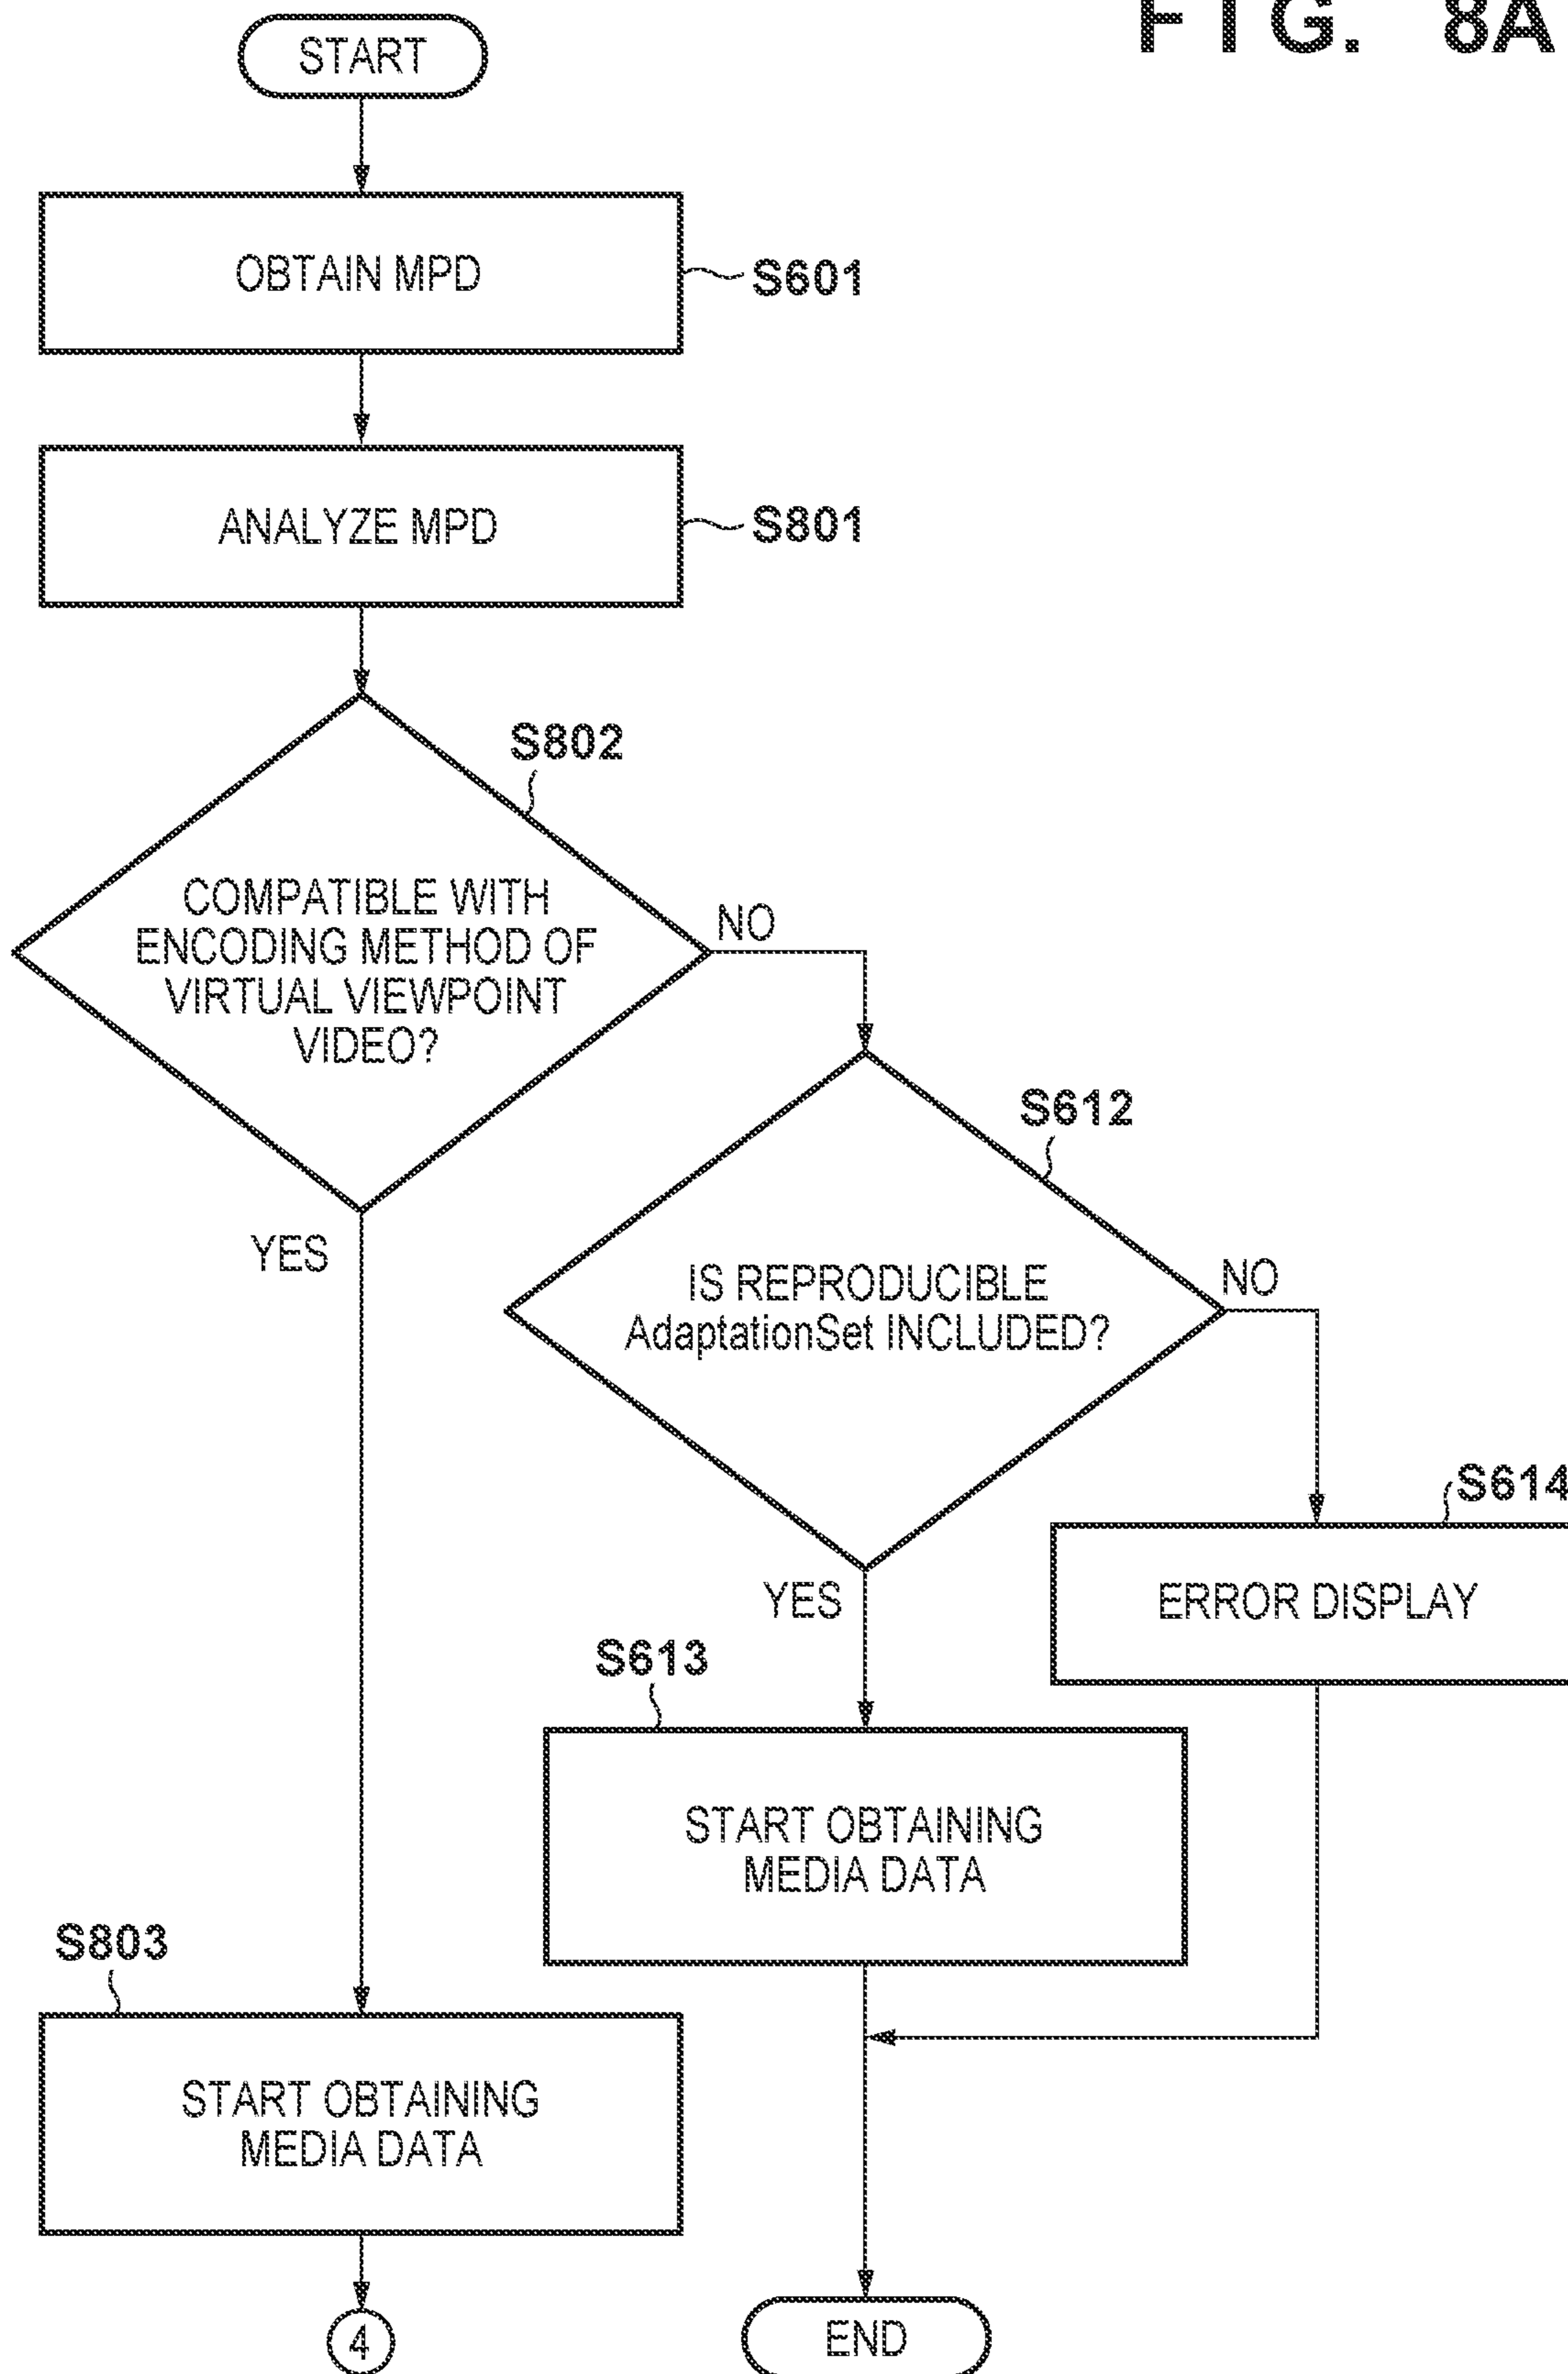 FIG. 8A
START
OBTAIN MPD
S601
ANALYZE MPD
S801
S802
COMPATIBLE WITH
ENCODING METHOD OF
VIRTUAL VIEWPOINT
VIDEO?
NO
YES
S612
IS REPRODUCIBLE
AdaptationSet INCLUDED?
NO
YES
S614
ERROR DISPLAY
S613
START OBTAINING
MEDIA DATA
S803
START OBTAINING
MEDIA DATA
4
END